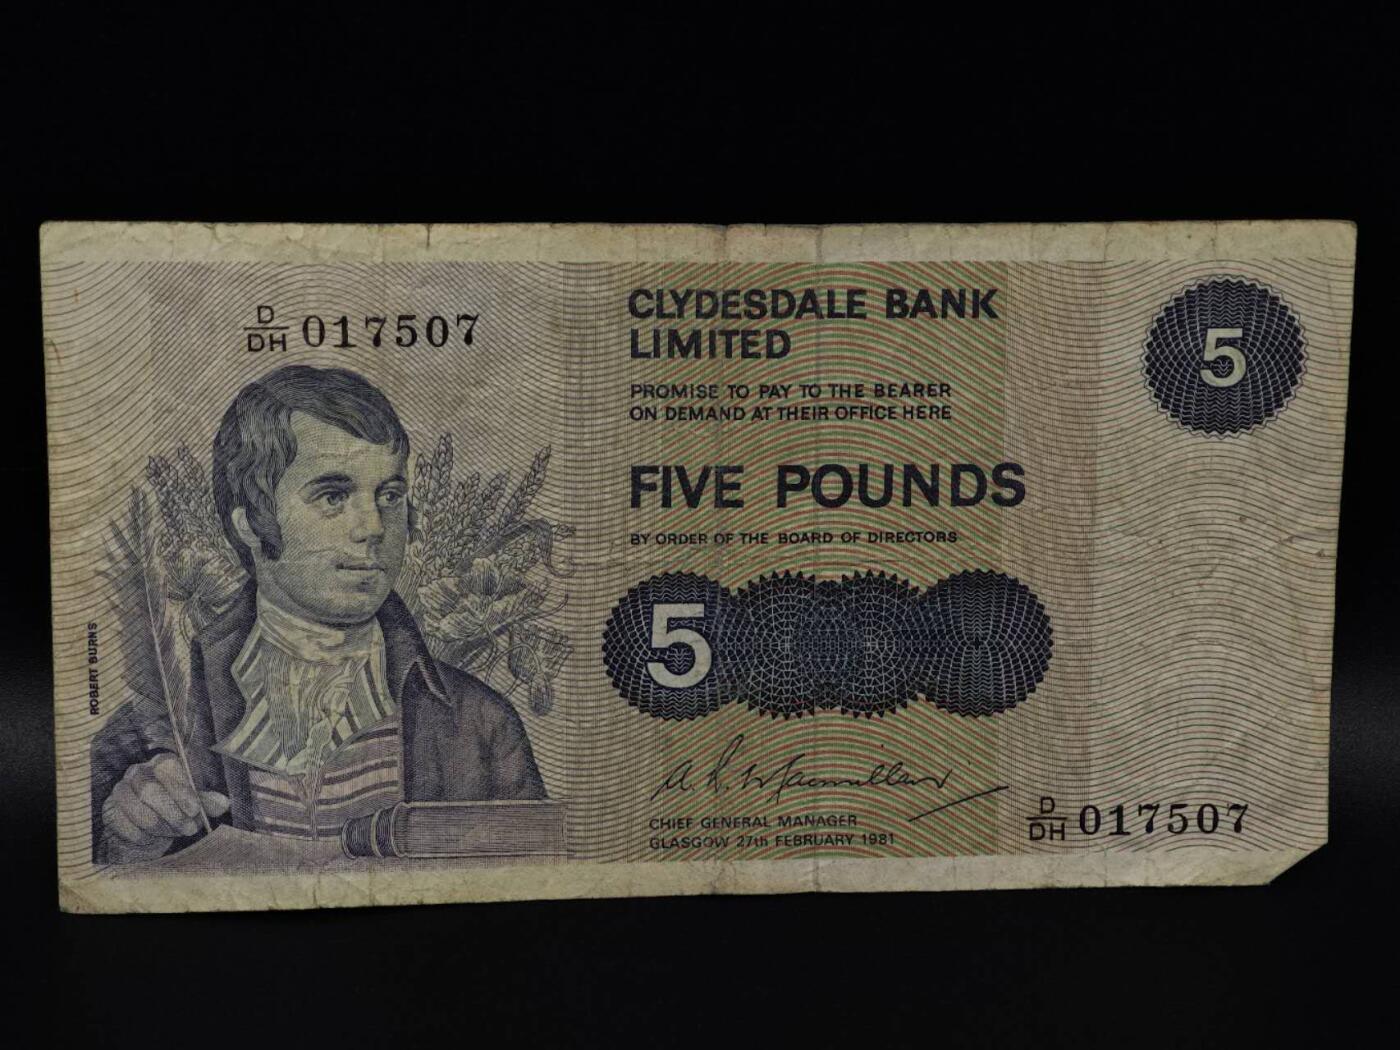 D/DH 017507
CLYDESDALE BANK
LIMITED
PROMISE TO PAY TO THE BEARER
ON DEMAND AT THEIR OFFICE HERE
5
FIVE POUNDS
BY ORDER OF THE BOARD OF DIRECTORS
5
ROBERT BURNS
A. R. Macmillan
CHIEF GENERAL MANAGER
GLASGOW 27th FEBRUARY 1981
D/DH 017507